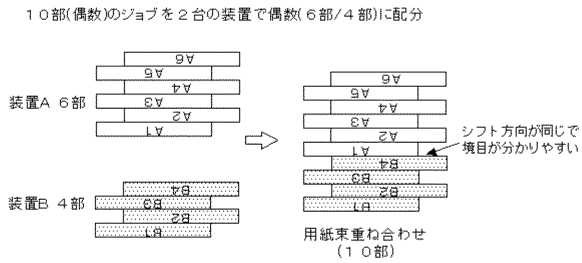 10部(偶数)のジョブを2台の装置で偶数(6部/4部)に配分
A6
A5
A4
A3
A2
A1
装置A 6部
B4
B3
B2
B1
装置B 4部
A6
A5
A4
A3
A2
A1
B4
B3
B2
B1
シフト方向が同じで
境目が分かりやすい
用紙束重ね合わせ
(10部)